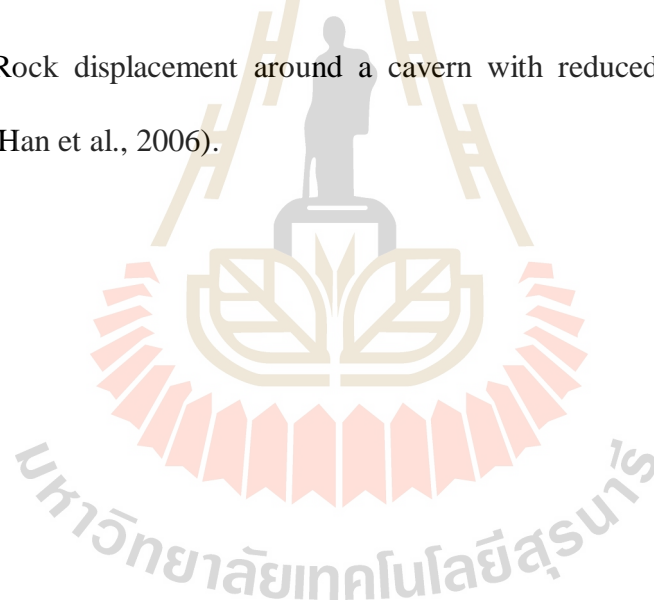 Rock displacement around a cavern with reduced
Han et al., 2006).
มหาวิทยาลัยเทคโนโลยีสุรนารี